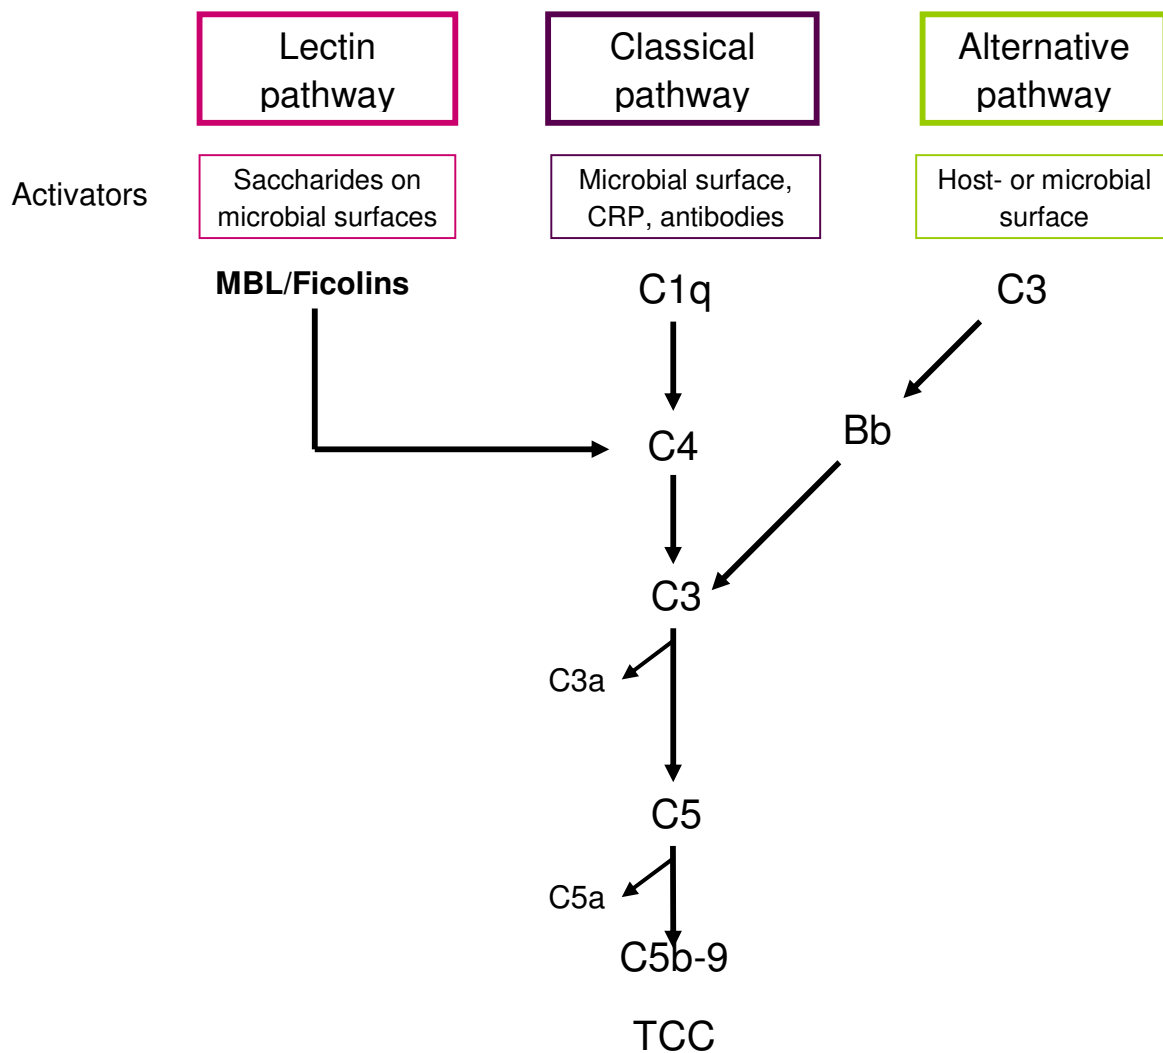 Lectin
pathway
Classical
pathway
Alternative
pathway
Activators
Saccharides on
microbial surfaces
Microbial surface,
CRP, antibodies
Host- or microbial
surface
MBL/Ficolins
C1q
C3
C4
Bb
C3
C3a
C5
C5a
C5b-9
TCC